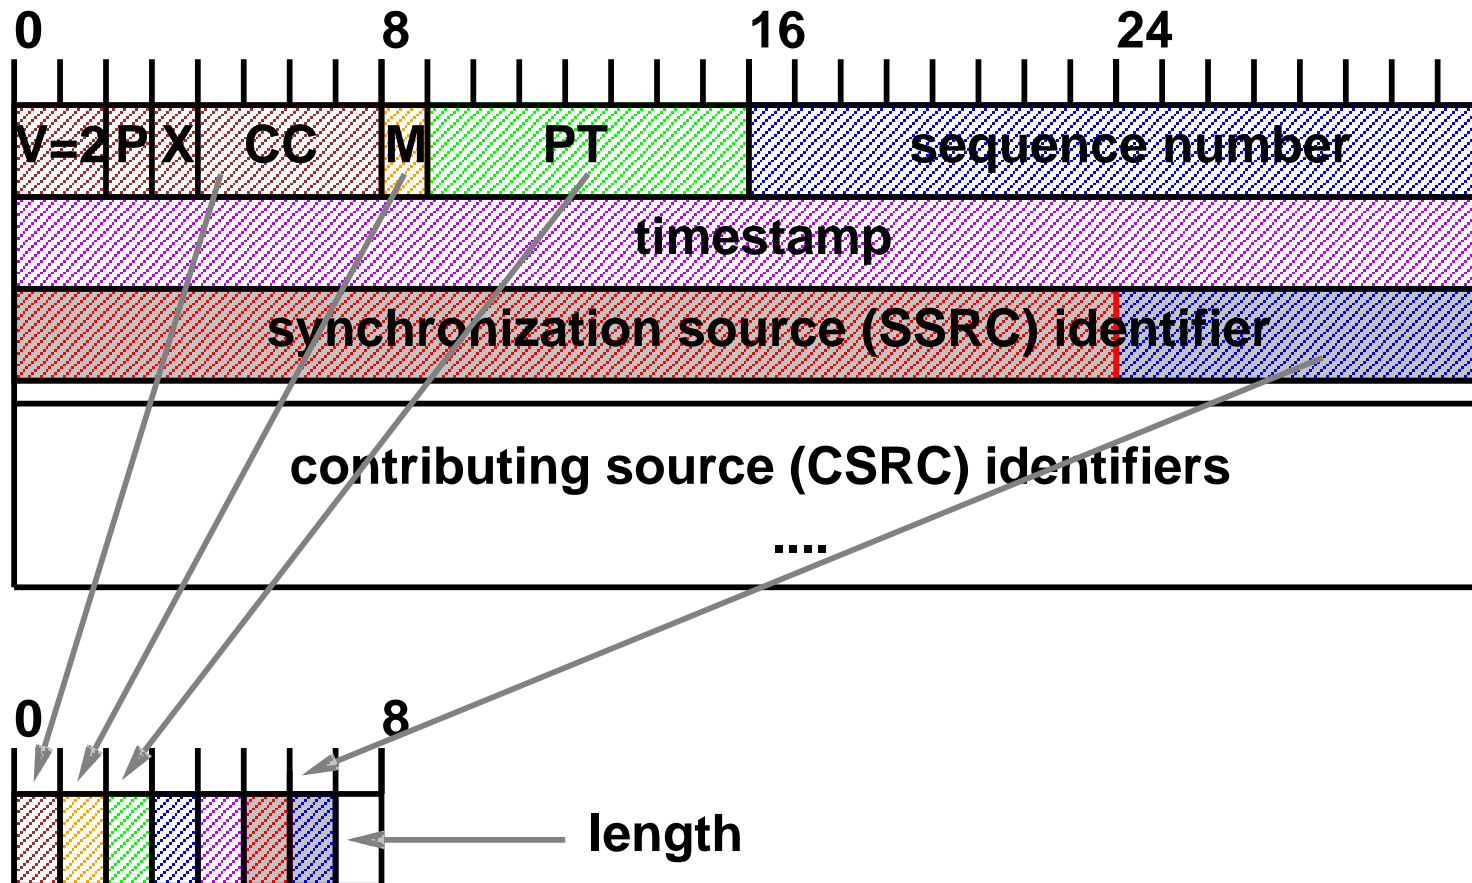 0 8 16 24
V=2 P X CC M PT sequence number
timestamp
synchronization source (SSRC) identifier
contributing source (CSRC) identifiers
....
0 8
length